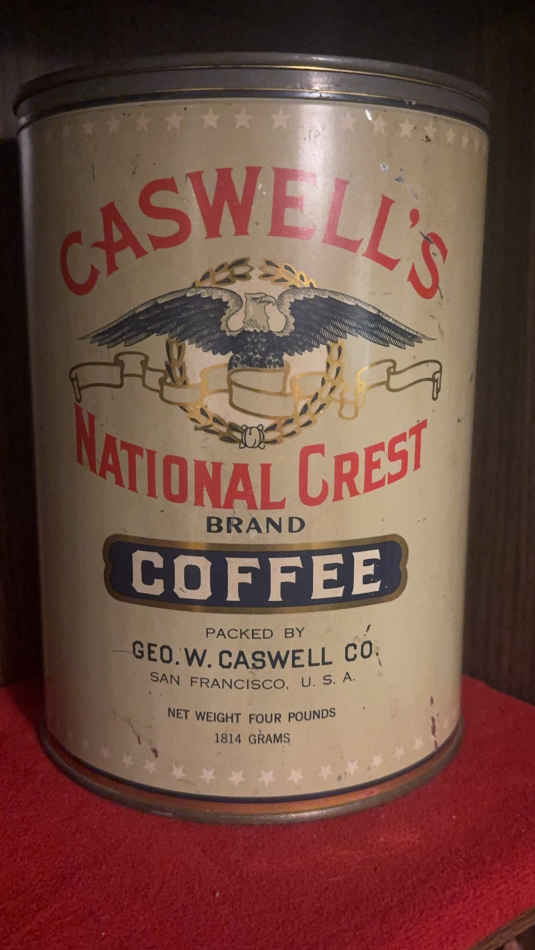 CASWELL'S
NATIONAL CREST
BRAND
COFFEE
PACKED BY
GEO. W. CASWELL CO.
SAN FRANCISCO, U. S. A.
NET WEIGHT FOUR POUNDS
1814 GRAMS